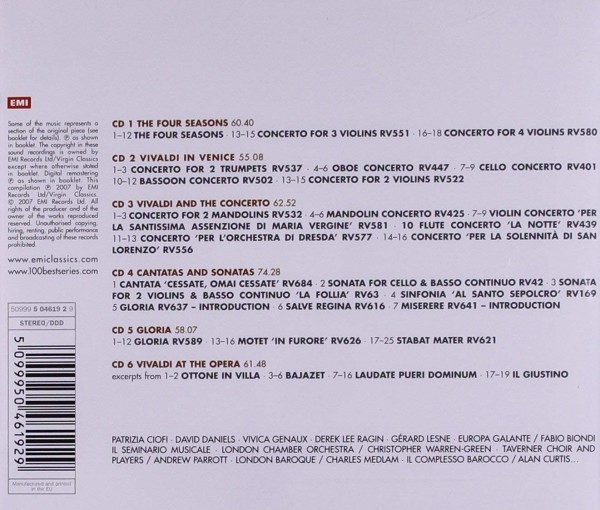 EMI
Some of the music represents a
section of the original piece (see
booklet for details). ℗ as shown
in booklet. The copyright in these
sound recordings is owned by
EMI Records Ltd/Virgin Classics
except where otherwise stated
in booklet. Digital remastering
℗ as shown in booklet. This
compilation ℗ 2007 by EMI
Records Ltd/Virgin Classics.
© 2007 EMI Records Ltd. All
rights of the producer and of the
owner of the works reproduced
reserved. Unauthorised copying,
hiring, renting, public performance
and broadcasting of these records
prohibited.
www.emiclassics.com
www.100bestseries.com
50999 5 04619 2 9
STEREO/DDD
5 099950 461929
Manufactured and printed
in the EU
CD 1 THE FOUR SEASONS 60.40
1–12 THE FOUR SEASONS · 13–15 CONCERTO FOR 3 VIOLINS RV551 · 16–18 CONCERTO FOR 4 VIOLINS RV580
CD 2 VIVALDI IN VENICE 55.08
1–3 CONCERTO FOR 2 TRUMPETS RV537 · 4–6 OBOE CONCERTO RV447 · 7–9 CELLO CONCERTO RV401
10–12 BASSOON CONCERTO RV502 · 13–15 CONCERTO FOR 2 VIOLINS RV522
CD 3 VIVALDI AND THE CONCERTO 62.52
1–3 CONCERTO FOR 2 MANDOLINS RV532 · 4–6 MANDOLIN CONCERTO RV425 · 7–9 VIOLIN CONCERTO ‘PER
LA SANTISSIMA ASSENZIONE DI MARIA VERGINE’ RV581 · 10 FLUTE CONCERTO ‘LA NOTTE’ RV439
11–13 CONCERTO ‘PER L’ORCHESTRA DI DRESDA’ RV577 · 14–16 CONCERTO ‘PER LA SOLENNITÀ DI SAN
LORENZO’ RV556
CD 4 CANTATAS AND SONATAS 74.28
1 CANTATA ‘CESSATE, OMAI CESSATE’ RV684 · 2 SONATA FOR CELLO & BASSO CONTINUO RV42 · 3 SONATA
FOR 2 VIOLINS & BASSO CONTINUO ‘LA FOLLIA’ RV63 · 4 SINFONIA ‘AL SANTO SEPOLCRO’ RV169
5 GLORIA RV637 – INTRODUCTION · 6 SALVE REGINA RV616 · 7 MISERERE RV641 – INTRODUCTION
CD 5 GLORIA 58.07
1–12 GLORIA RV589 · 13–16 MOTET ‘IN FURORE’ RV626 · 17–25 STABAT MATER RV621
CD 6 VIVALDI AT THE OPERA 61.48
excerpts from 1–2 OTTONE IN VILLA · 3–6 BAJAZET · 7–16 LAUDATE PUERI DOMINUM · 17–19 IL GIUSTINO
PATRIZIA CIOFI · DAVID DANIELS · VIVICA GENAUX · DEREK LEE RAGIN · GÉRARD LESNE · EUROPA GALANTE / FABIO BIONDI
IL SEMINARIO MUSICALE · LONDON CHAMBER ORCHESTRA / CHRISTOPHER WARREN-GREEN · TAVERNER CHOIR AND
PLAYERS / ANDREW PARROTT · LONDON BAROQUE / CHARLES MEDLAM · IL COMPLESSO BAROCCO / ALAN CURTIS...